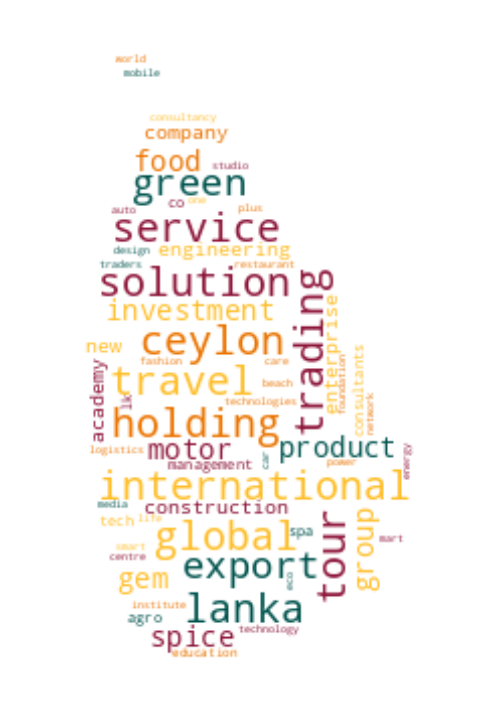 world
mobile
consultancy
company
food
studio
green
co
one
auto
plus
service
design
engineering
traders
restaurant
solution
trading
investment
enterprise
ceylon
new
fashion
care
foundation
consultants
academy
travel
beach
lk
technologies
network
holding
motor
product
logistics
management
car
power
energy
international
media
construction
tech
life
global
spa
tour
group
mart
smart
centre
export
gem
eco
institute
lanka
agro
spice
technology
education